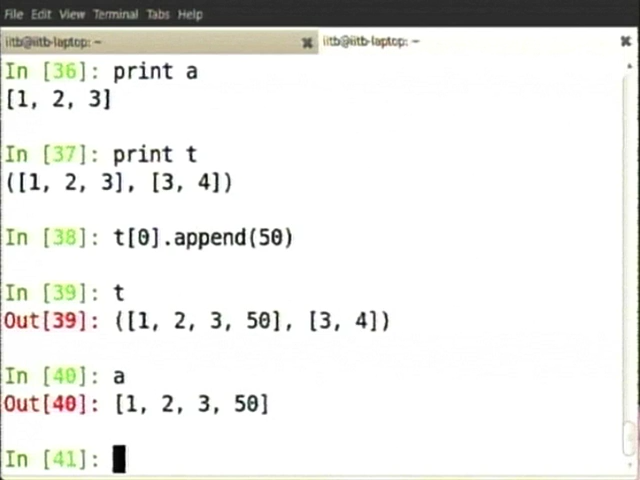 File Edit View Terminal Tabs Help
iitb@iitb-laptop: ~ iitb@iitb-laptop: ~
In [36]: print a
[1, 2, 3]
In [37]: print t
([1, 2, 3], [3, 4])
In [38]: t[0].append(50)
In [39]: t
Out[39]: ([1, 2, 3, 50], [3, 4])
In [40]: a
Out[40]: [1, 2, 3, 50]
In [41]: